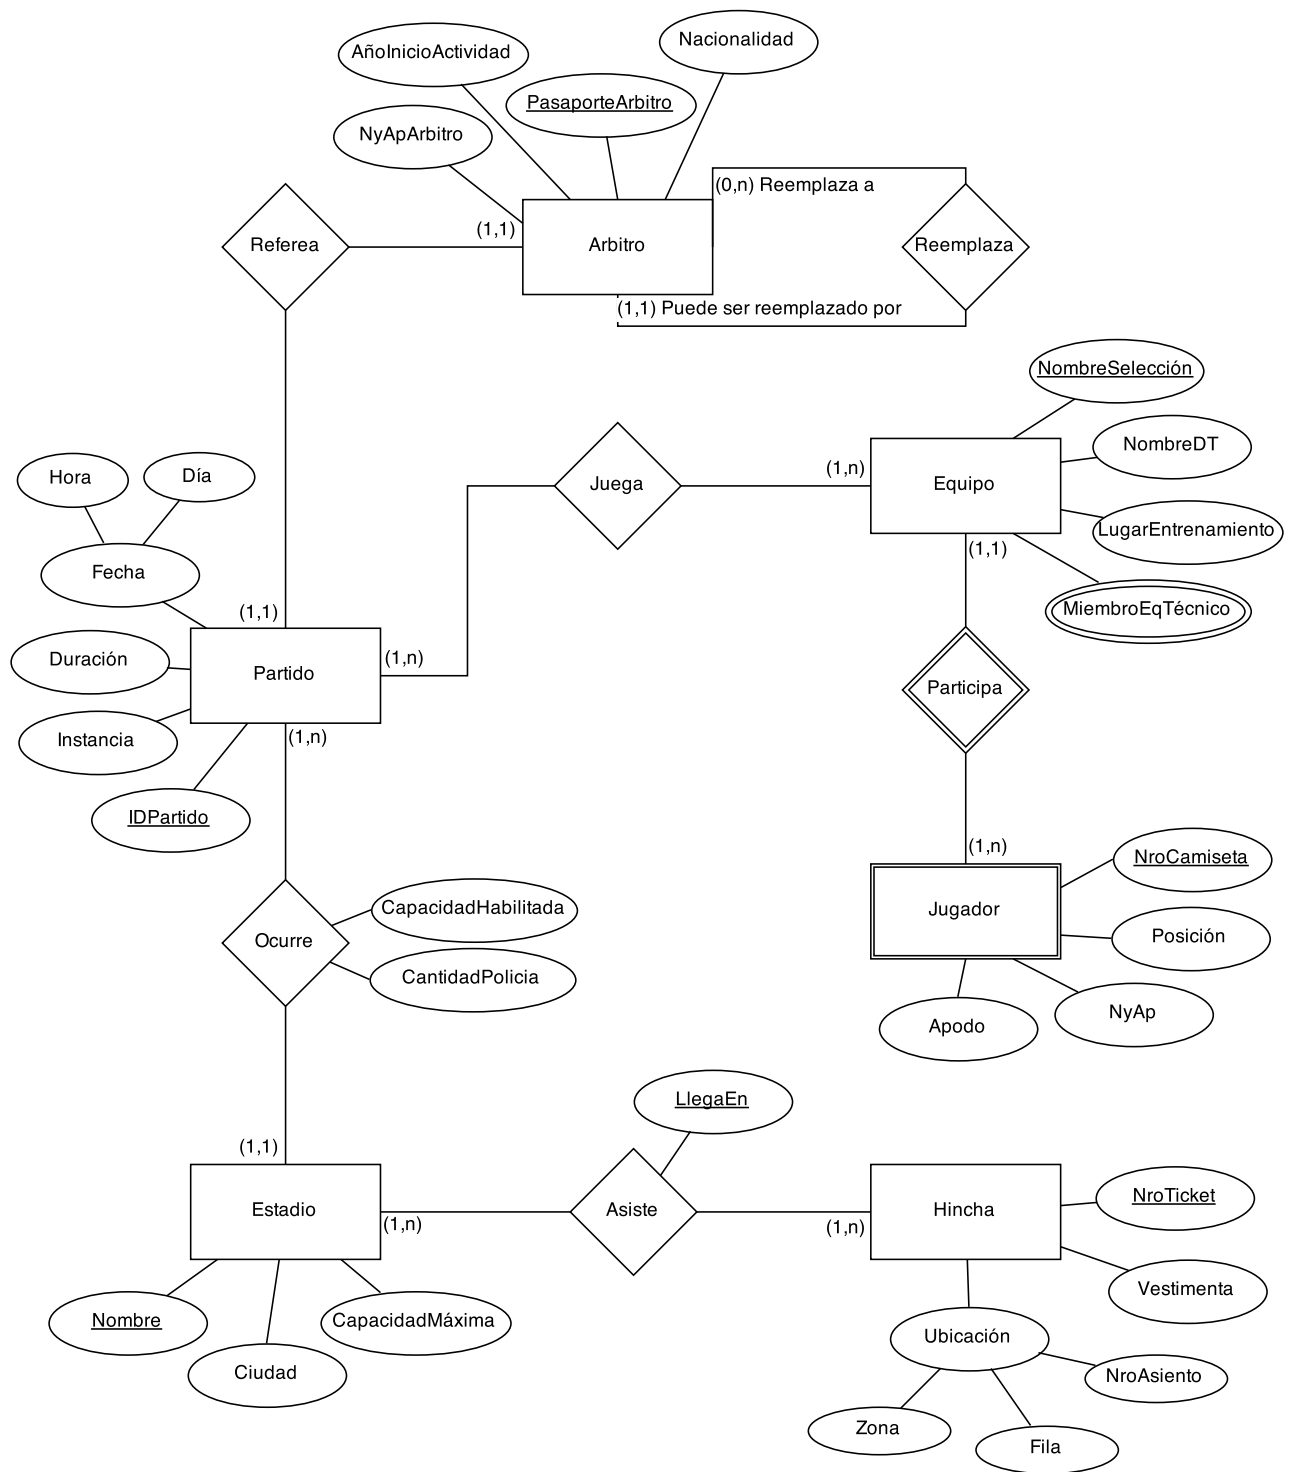 Nacionalidad
AñoInicioActividad
PasaporteArbitro
NyApArbitro
(0,n) Reemplaza a
(1,1)
Referea
Arbitro
Reemplaza
(1,1) Puede ser reemplazado por
NombreSelección
NombreDT
(1,n)
Hora
Día
Juega
Equipo
LugarEntrenamiento
(1,1)
Fecha
MiembroEqTécnico
(1,1)
Duración
(1,n)
Partido
Participa
Instancia
(1,n)
IDPartido
(1,n)
NroCamiseta
CapacidadHabilitada
Jugador
Ocurre
Posición
CantidadPolicia
NyAp
Apodo
LlegaEn
(1,1)
NroTicket
Estadio
Asiste
Hincha
(1,n)
(1,n)
Vestimenta
Nombre
CapacidadMáxima
Ubicación
Ciudad
NroAsiento
Zona
Fila